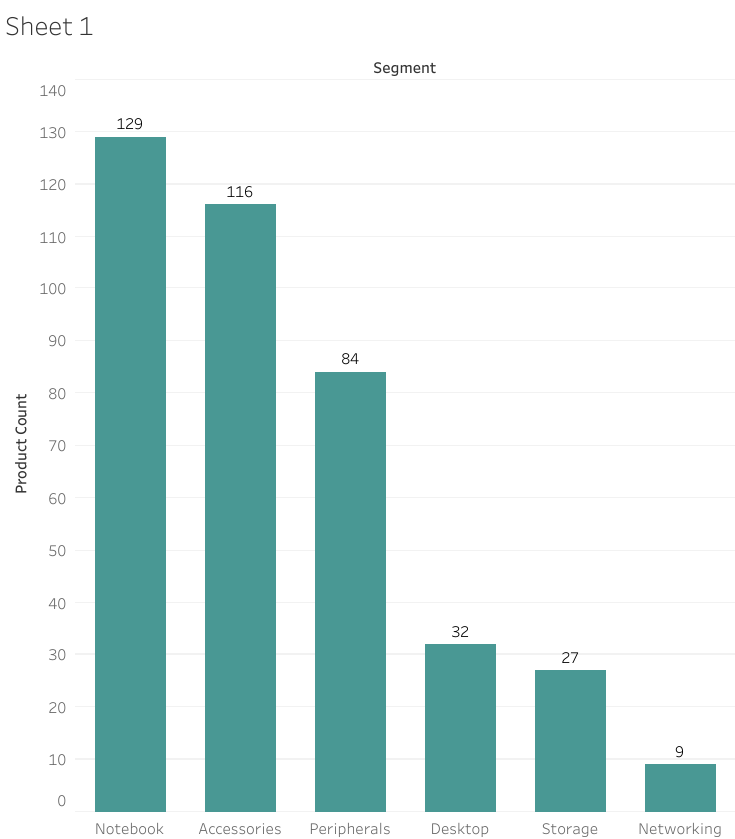 Sheet 1
Segment
140
130
120
110
100
90
80
70
60
50
40
30
20
10
0
Product Count
129
116
84
32
27
9
Notebook
Accessories
Peripherals
Desktop
Storage
Networking